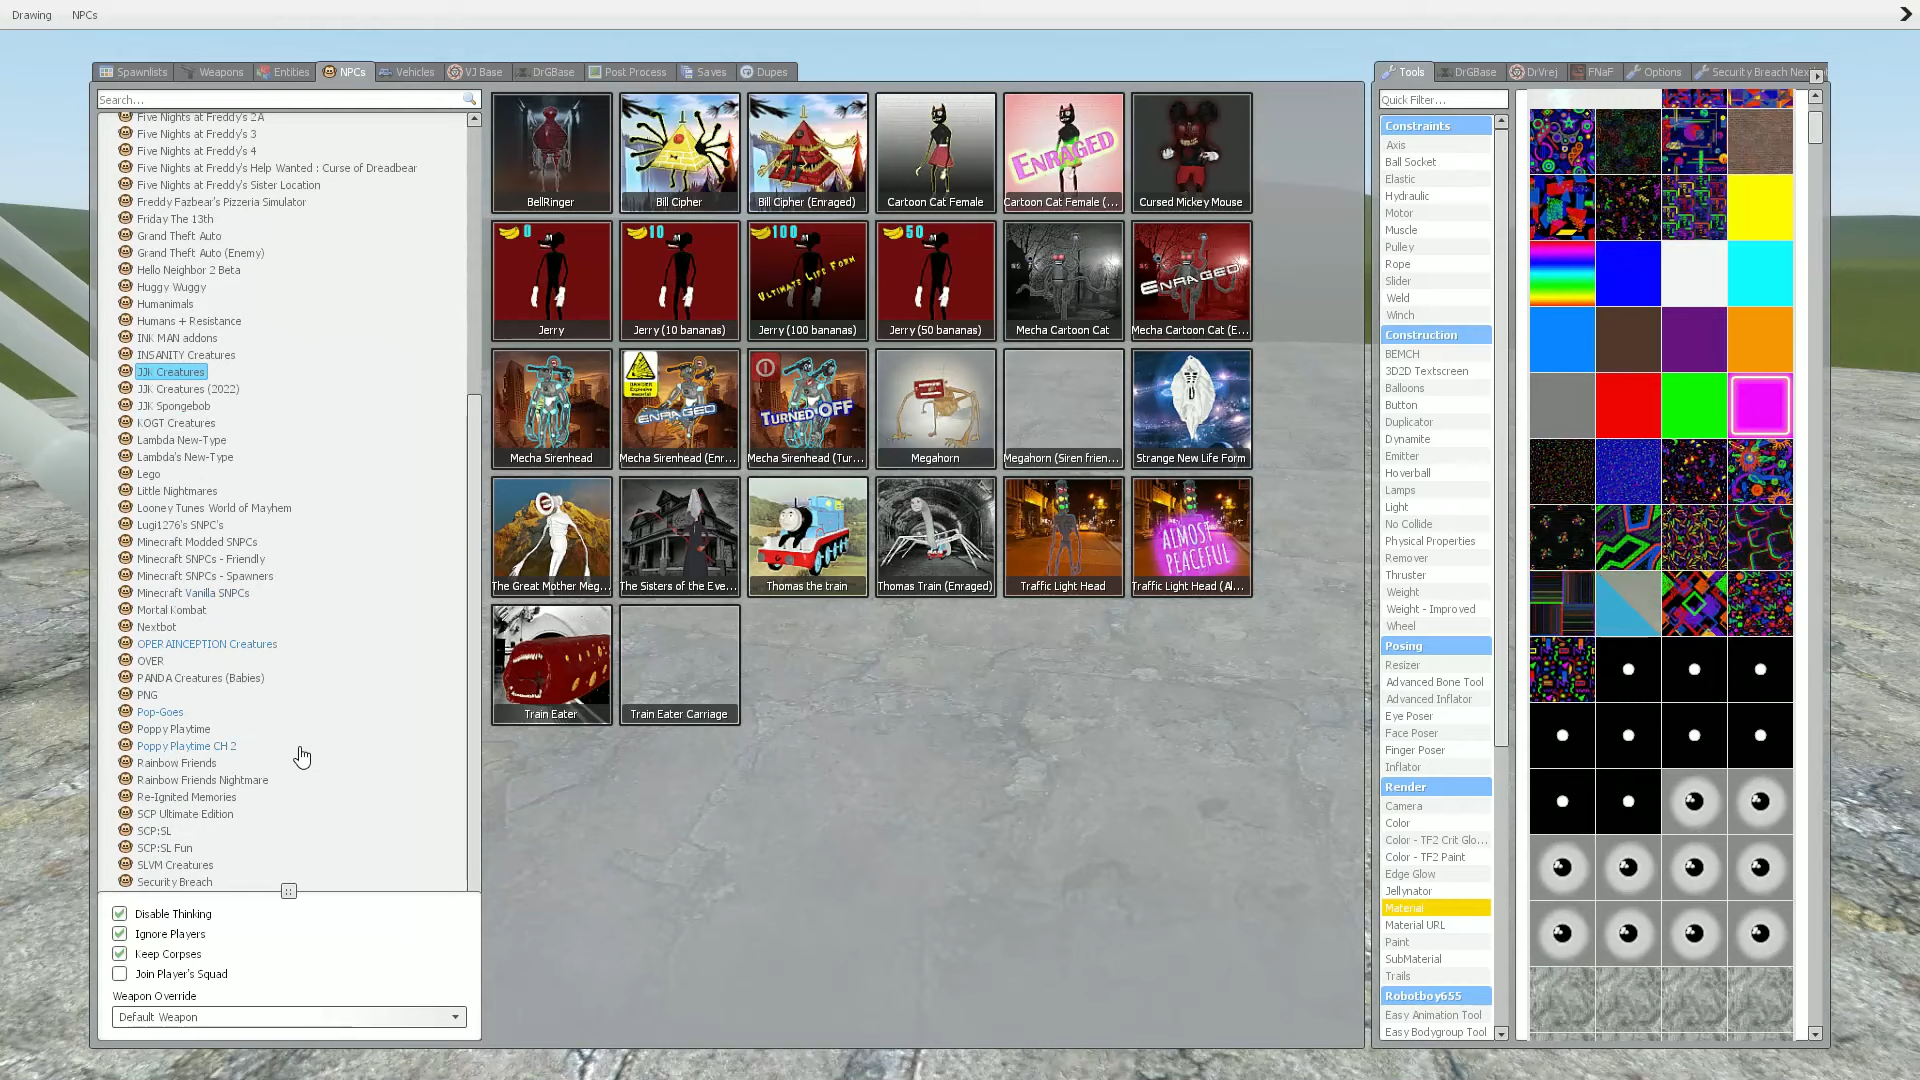 Drawing NPCs
Spawnlists Weapons Entities NPCs Vehicles VJ Base DrGBase Post Process Saves Dupes
Search...
Five Nights at Freddy's 2A
Five Nights at Freddy's 3
Five Nights at Freddy's 4
Five Nights at Freddy's Help Wanted : Curse of Dreadbear
Five Nights at Freddy's Sister Location
Freddy Fazbear's Pizzeria Simulator
Friday The 13th
Grand Theft Auto
Grand Theft Auto (Enemy)
Hello Neighbor 2 Beta
Huggy Wuggy
Humanimals
Humans + Resistance
INK MAN addons
INSANITY Creatures
JJK Creatures
JJK Creatures (2022)
JJK Spongebob
KOGT Creatures
Lambda New-Type
Lambda's New-Type
Lego
Little Nightmares
Looney Tunes World of Mayhem
Lugi1276's SNPC's
Minecraft Modded SNPCs
Minecraft SNPCs - Friendly
Minecraft SNPCs - Spawners
Minecraft Vanilla SNPCs
Mortal Kombat
Nextbot
OPERAINCEPTION Creatures
OVER
PANDA Creatures (Babies)
PNG
Pop-Goes
Poppy Playtime
Poppy Playtime CH 2
Rainbow Friends
Rainbow Friends Nightmare
Re-Ignited Memories
SCP Ultimate Edition
SCP:SL
SCP:SL Fun
SLVM Creatures
Security Breach
Disable Thinking
Ignore Players
Keep Corpses
Join Player's Squad
Weapon Override
Default Weapon
ENRAGED
BellRinger Bill Cipher Bill Cipher (Enraged) Cartoon Cat Female Cartoon Cat Female (... Cursed Mickey Mouse
0 10 100 50
ULTIMATE LIFE FORM
ENRAGED
Jerry Jerry (10 bananas) Jerry (100 bananas) Jerry (50 bananas) Mecha Cartoon Cat Mecha Cartoon Cat (E...
DANGER
ENRAGED
TURNED OFF
Mecha Sirenhead Mecha Sirenhead (Enr... Mecha Sirenhead (Tur... Megahorn Megahorn (Siren frien... Strange New Life Form
ALMOST
PEACEFUL
The Great Mother Meg... The Sisters of the Eve... Thomas the train Thomas Train (Enraged) Traffic Light Head Traffic Light Head (Al...
Train Eater Train Eater Carriage
Tools DrGBase DrVrej FNaF Options Security Breach Nex
Quick Filter...
Constraints
Axis
Ball Socket
Elastic
Hydraulic
Motor
Muscle
Pulley
Rope
Slider
Weld
Winch
Construction
BEMCH
3D2D Textscreen
Balloons
Button
Duplicator
Dynamite
Emitter
Hoverball
Lamps
Light
No Collide
Physical Properties
Remover
Thruster
Weight
Weight - Improved
Wheel
Posing
Resizer
Advanced Bone Tool
Advanced Inflator
Eye Poser
Face Poser
Finger Poser
Inflator
Render
Camera
Color
Color - TF2 Crit Glo...
Color - TF2 Paint
Edge Glow
Jellynator
Material
Material URL
Paint
SubMaterial
Trails
Robotboy655
Easy Animation Tool
Easy Bodygroup Tool